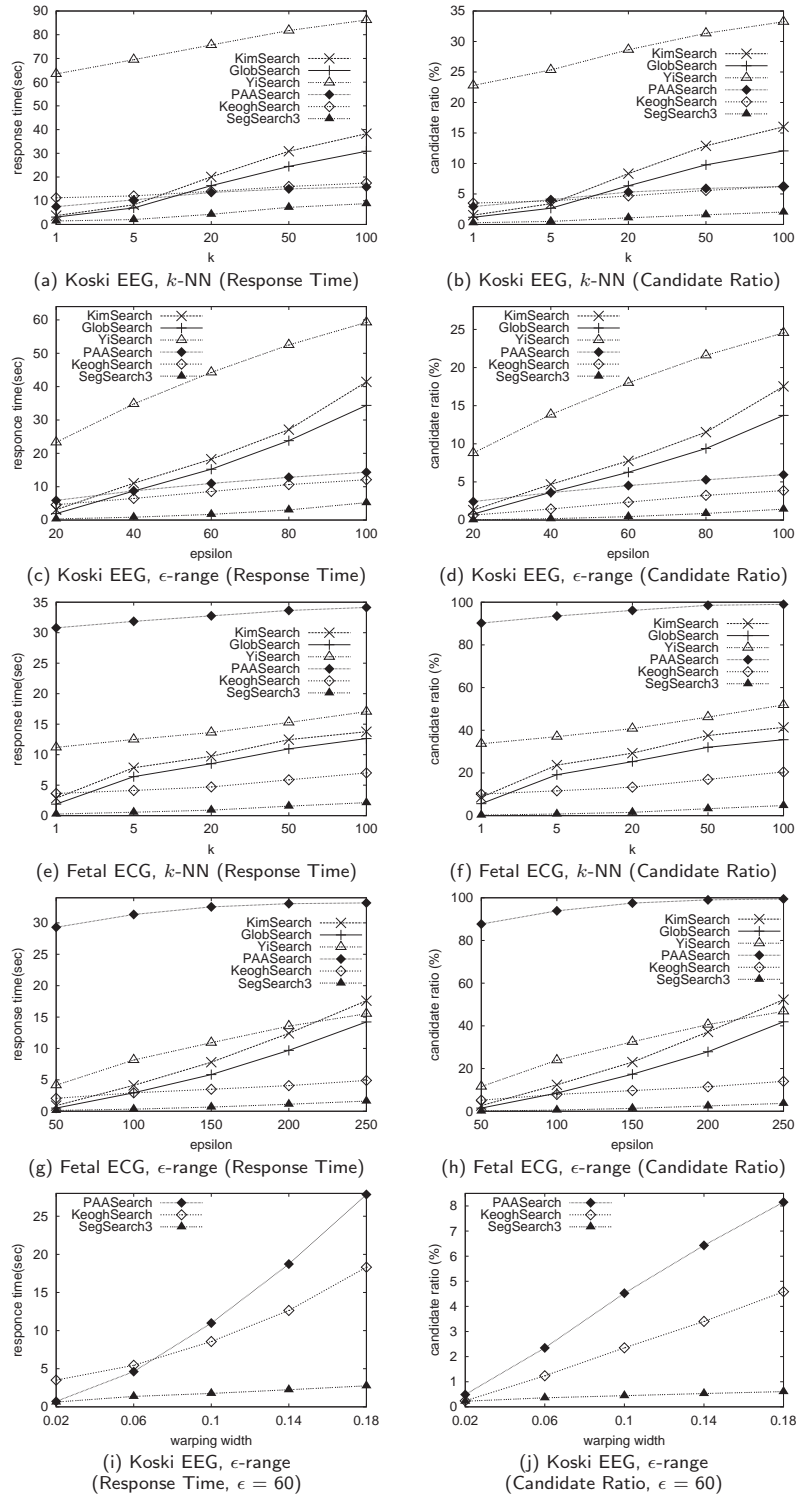 90
80
70
60
50
40
30
20
10
0
response time(sec)
KimSearch
GlobSearch
YiSearch
PAASearch
KeoghSearch
SegSearch3
1 5 20 50 100
k
(a) Koski EEG, k-NN (Response Time)
35
30
25
20
15
10
5
0
candidate ratio (%)
KimSearch
GlobSearch
YiSearch
PAASearch
KeoghSearch
SegSearch3
1 5 20 50 100
k
(b) Koski EEG, k-NN (Candidate Ratio)
60
50
40
30
20
10
0
responce time(sec)
KimSearch
GlobSearch
YiSearch
PAASearch
KeoghSearch
SegSearch3
20 40 60 80 100
epsilon
(c) Koski EEG, ϵ-range (Response Time)
25
20
15
10
5
0
candidate ratio (%)
KimSearch
GlobSearch
YiSearch
PAASearch
KeoghSearch
SegSearch3
20 40 60 80 100
epsilon
(d) Koski EEG, ϵ-range (Candidate Ratio)
35
30
25
20
15
10
5
0
response time(sec)
KimSearch
GlobSearch
YiSearch
PAASearch
KeoghSearch
SegSearch3
1 5 20 50 100
k
(e) Fetal ECG, k-NN (Response Time)
100
80
60
40
20
0
candidate ratio (%)
KimSearch
GlobSearch
YiSearch
PAASearch
KeoghSearch
SegSearch3
1 5 20 50 100
k
(f) Fetal ECG, k-NN (Candidate Ratio)
30
25
20
15
10
5
0
response time(sec)
KimSearch
GlobSearch
YiSearch
PAASearch
KeoghSearch
SegSearch3
50 100 150 200 250
epsilon
(g) Fetal ECG, ϵ-range (Response Time)
100
80
60
40
20
0
candidate ratio (%)
KimSearch
GlobSearch
YiSearch
PAASearch
KeoghSearch
SegSearch3
50 100 150 200 250
epsilon
(h) Fetal ECG, ϵ-range (Candidate Ratio)
25
20
15
10
5
0
responce time(sec)
PAASearch
KeoghSearch
SegSearch3
0.02 0.06 0.1 0.14 0.18
warping width
(i) Koski EEG, ϵ-range
(Response Time, ϵ = 60)
8
7
6
5
4
3
2
1
0
candidate ratio (%)
PAASearch
KeoghSearch
SegSearch3
0.02 0.06 0.1 0.14 0.18
warping width
(j) Koski EEG, ϵ-range
(Candidate Ratio, ϵ = 60)